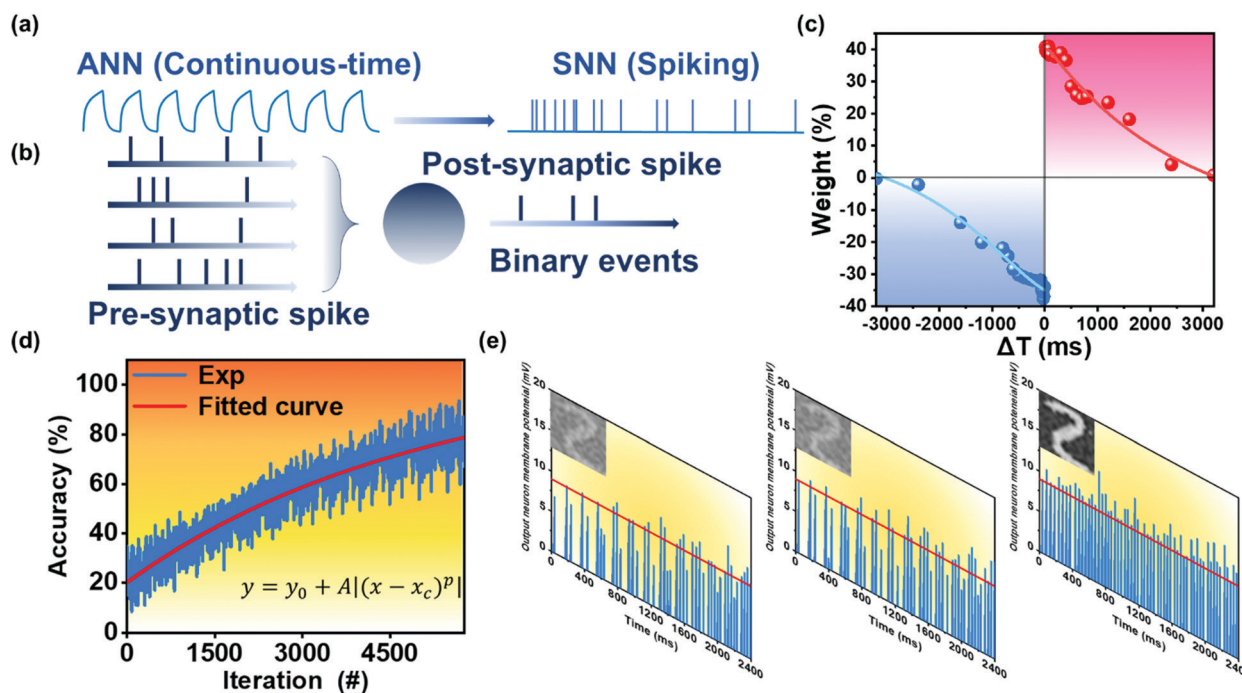 (a)
ANN (Continuous-time)
SNN (Spiking)
(b)
Pre-synaptic spike
Post-synaptic spike
Binary events
(c)
Weight (%)
40
30
20
10
0
-10
-20
-30
-40
-3000 -2000 -1000 0 1000 2000 3000
ΔT (ms)
(d)
Accuracy (%)
100
80
60
40
20
0
Exp
Fitted curve
y = y₀ + A|(x − x_c)^p|
0 1500 3000 4500
Iteration (#)
(e)
Output neuron membrane poteneial (mV)
20
15
10
5
0
0 400 800 1200 1600 2000 2400
Time (ms)
Output neuron membrane poteneial (mV)
20
15
10
5
0
0 400 800 1200 1600 2000 2400
Time (ms)
Output neuron membrane poteneial (mV)
20
15
10
5
0
0 400 800 1200 1600 2000 2400
Time (ms)